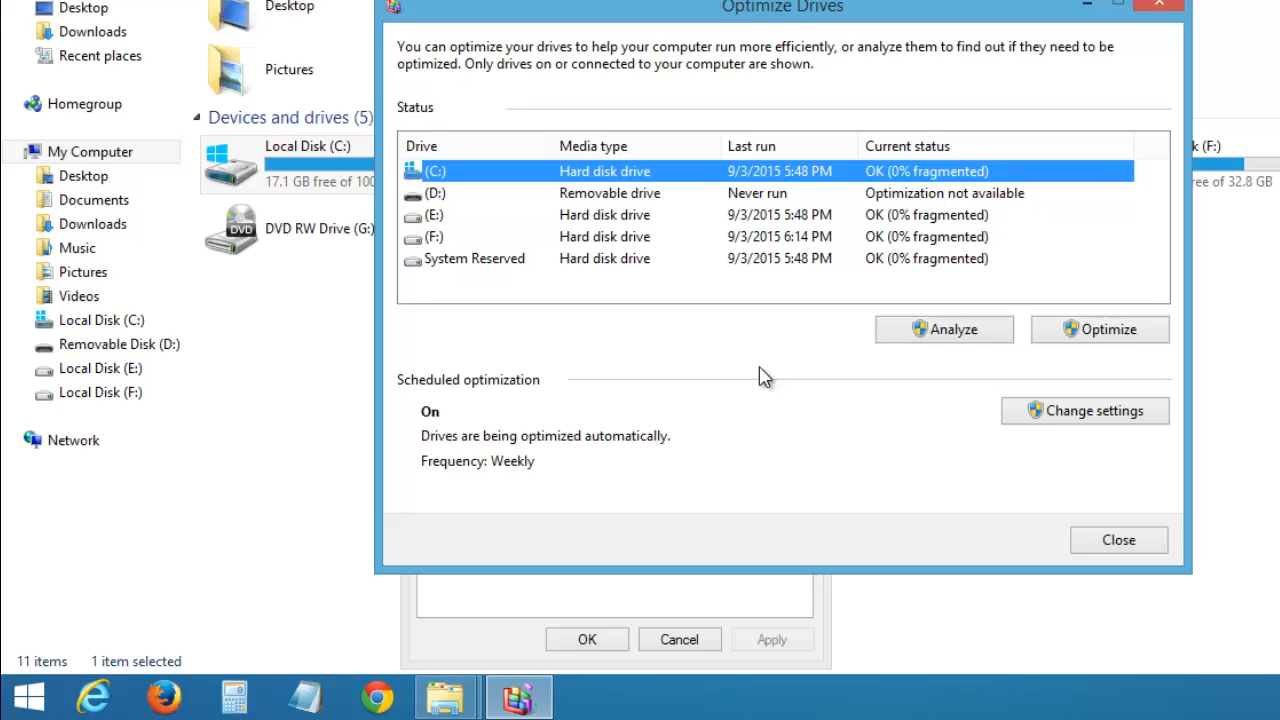 Desktop
Downloads
Recent places
Homegroup
My Computer
Desktop
Documents
Downloads
Music
Pictures
Videos
Local Disk (C:)
Removable Disk (D:)
Local Disk (E:)
Local Disk (F:)
Network
Desktop
Pictures
Devices and drives (5)
Local Disk (C:)
17.1 GB free of 100
DVD
DVD RW Drive (G:)
k (F:)
ee of 32.8 GB
Optimize Drives
You can optimize your drives to help your computer run more efficiently, or analyze them to find out if they need to be
optimized. Only drives on or connected to your computer are shown.
Status
Drive Media type Last run Current status
(C:) Hard disk drive 9/3/2015 5:48 PM OK (0% fragmented)
(D:) Removable drive Never run Optimization not available
(E:) Hard disk drive 9/3/2015 5:48 PM OK (0% fragmented)
(F:) Hard disk drive 9/3/2015 6:14 PM OK (0% fragmented)
System Reserved Hard disk drive 9/3/2015 5:48 PM OK (0% fragmented)
Analyze Optimize
Scheduled optimization
On
Change settings
Drives are being optimized automatically.
Frequency: Weekly
Close
OK Cancel Apply
11 items 1 item selected